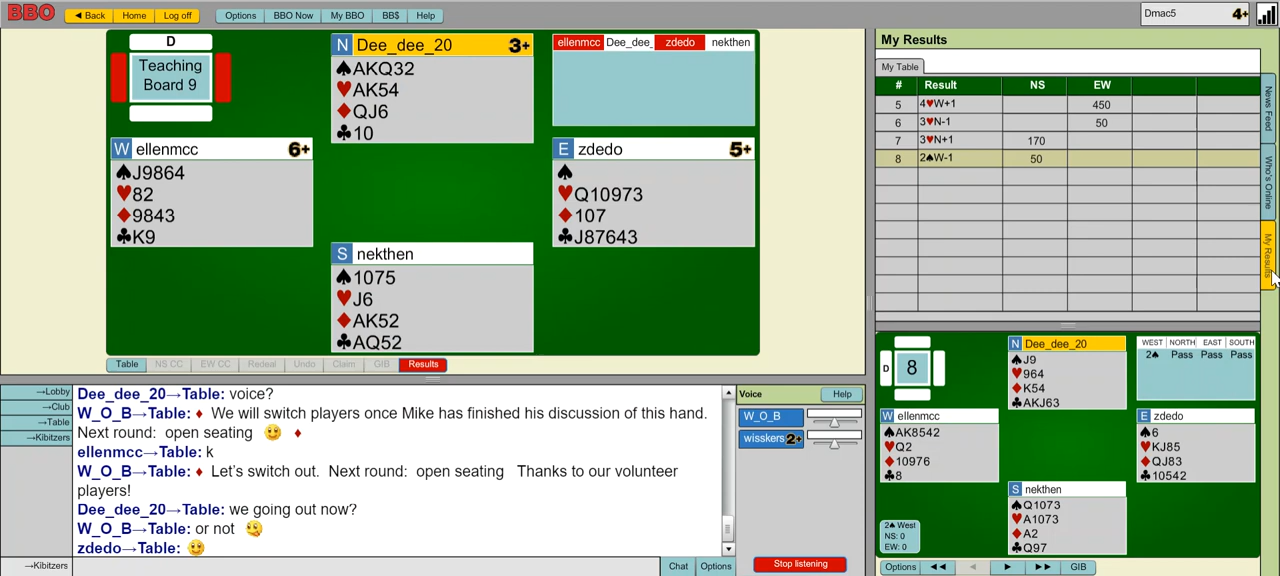 BBO ◄ Back Home Log off Options BBO Now My BBO BB$ Help Dmac5 4+
D
Teaching
Board 9
N Dee_dee_20 3+
♠AKQ32
♥AK54
♦QJ6
♣10
ellenmcc Dee_dee_ zdedo nekthen
W ellenmcc 6+
♠J9864
♥82
♦9843
♣K9
E zdedo 5+
♠
♥Q10973
♦107
♣J87643
S nekthen
♠1075
♥J6
♦AK52
♣AQ52
Table NS CC EW CC Redeal Undo Claim GIB Results
→Lobby
→Club
→Table
→Kibitzers
Dee_dee_20→Table: voice?
W_O_B→Table: ♦ We will switch players once Mike has finished his discussion of this hand.
Next round: open seating ♦
ellenmcc→Table: k
W_O_B→Table: ♦ Let's switch out. Next round: open seating Thanks to our volunteer
players!
Dee_dee_20→Table: we going out now?
W_O_B→Table: or not
zdedo→Table:
→Kibitzers Chat Options
Voice Help
W_O_B
wisskers 2+
Stop listening
My Results
My Table
# Result NS EW
5 4♥W+1 450
6 3♥N-1 50
7 3♥N+1 170
8 2♠W-1 50
News Feed
Who's Online
My Results
D 8
N Dee_dee_20
♠J9
♥964
♦K54
♣AKJ63
WEST NORTH EAST SOUTH
2♠ Pass Pass Pass
W ellenmcc
♠AK8542
♥Q2
♦10976
♣8
E zdedo
♠6
♥KJ85
♦QJ83
♣10542
S nekthen
♠Q1073
♥A1073
♦A2
♣Q97
2♠ West
NS: 0
EW: 0
Options ◄◄ ◄ ► ►► GIB